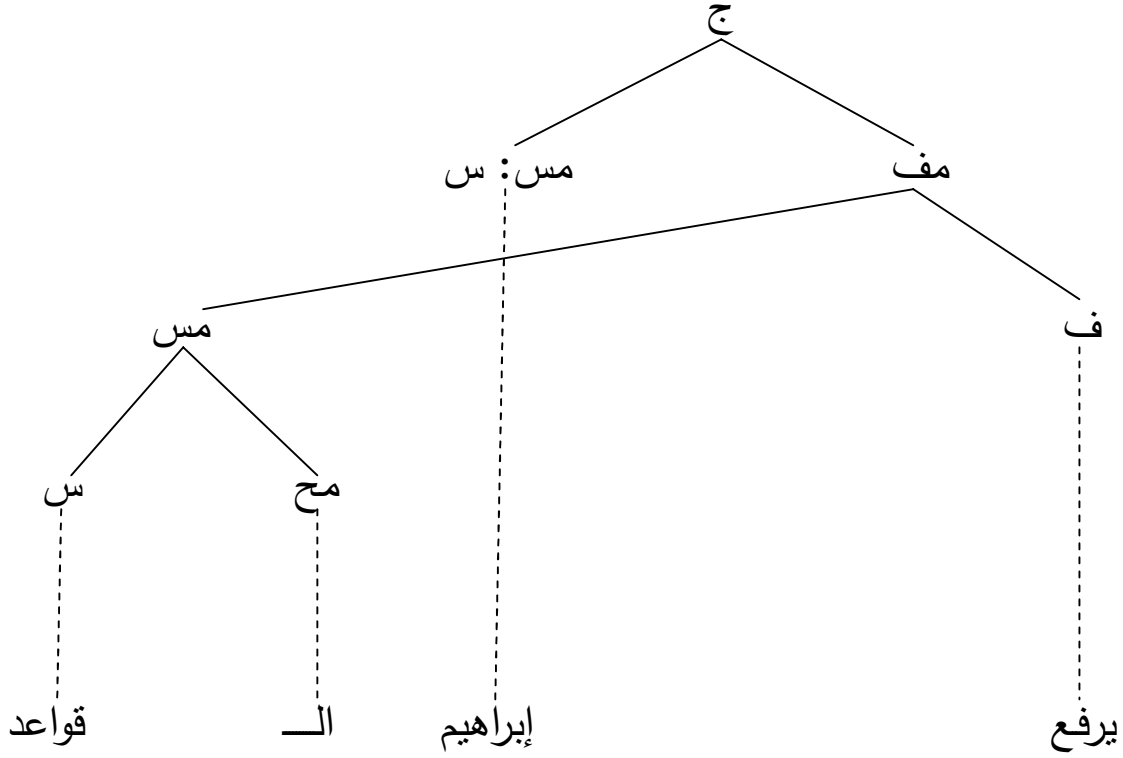 ج
مف مس : س
ف مس
مح س
يرفع إبراهيم الـــ قواعد